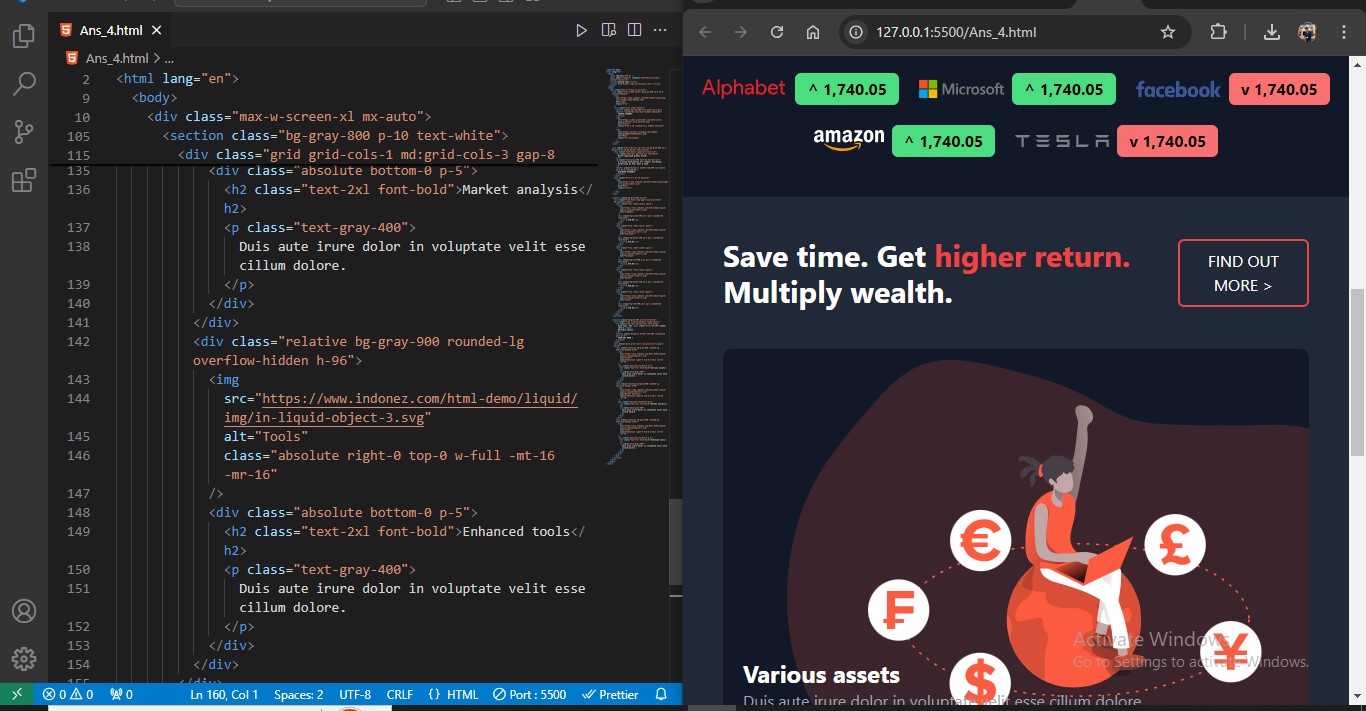 Ans_4.html
127.0.0.1:5500/Ans_4.html
Ans_4.html > ...
2 <html lang="en">
9 <body>
10 <div class="max-w-screen-xl mx-auto">
105 <section class="bg-gray-800 p-10 text-white">
115 <div class="grid grid-cols-1 md:grid-cols-3 gap-8
135 <div class="absolute bottom-0 p-5">
136 <h2 class="text-2xl font-bold">Market analysis</
h2>
137 <p class="text-gray-400">
138 Duis aute irure dolor in voluptate velit esse
cillum dolore.
139 </p>
140 </div>
141 </div>
142 <div class="relative bg-gray-900 rounded-lg
overflow-hidden h-96">
143 <img
144 src="https://www.indonez.com/html-demo/liquid/
img/in-liquid-object-3.svg"
145 alt="Tools"
146 class="absolute right-0 top-0 w-full -mt-16
-mr-16"
147 />
148 <div class="absolute bottom-0 p-5">
149 <h2 class="text-2xl font-bold">Enhanced tools</
h2>
150 <p class="text-gray-400">
151 Duis aute irure dolor in voluptate velit esse
cillum dolore.
152 </p>
153 </div>
154 </div>
0 0 0 Ln 160, Col 1 Spaces: 2 UTF-8 CRLF {} HTML Port : 5500 Prettier
Alphabet ^ 1,740.05 Microsoft ^ 1,740.05 facebook v 1,740.05
amazon ^ 1,740.05 TESLA v 1,740.05
Save time. Get higher return.
Multiply wealth.
FIND OUT
MORE >
€ £
₣
¥
$
Activate Windows
Go to Settings to activate Windows.
Various assets
Duis aute irure dolor in voluptate velit esse cillum dolore